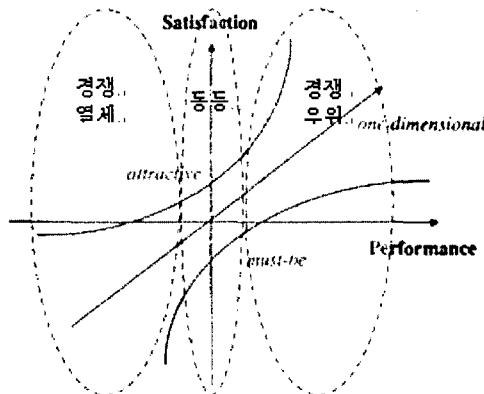 Satisfaction
경쟁
열세
동등
경쟁
우위
one-dimensional
attractive
Performance
must-be